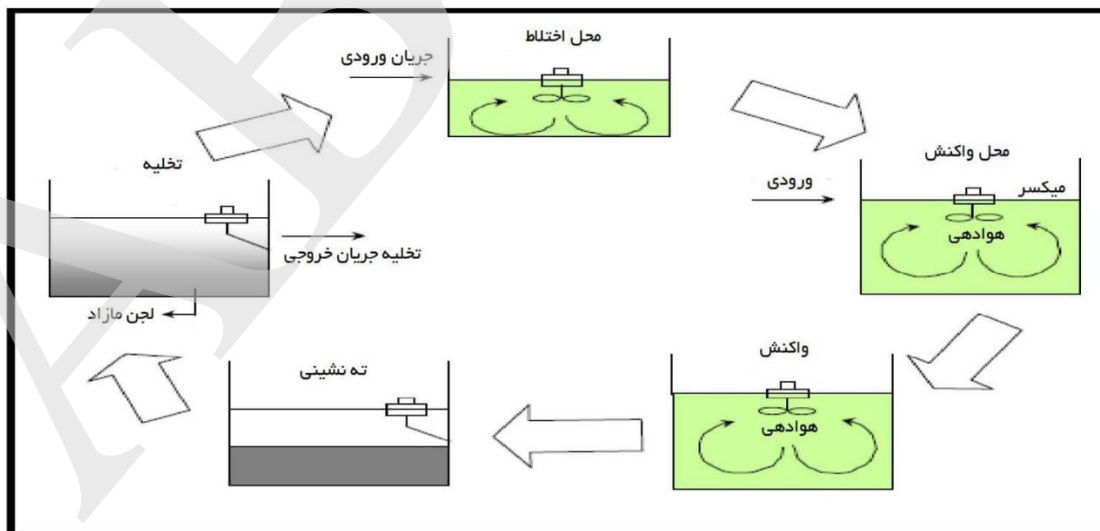 محل اختلاط
جریان ورودی
محل واکنش
ورودی
میکسر
هوادهی
واکنش
هوادهی
ته نشینی
تخلیه
تخلیه جریان خروجی
لجن مازاد